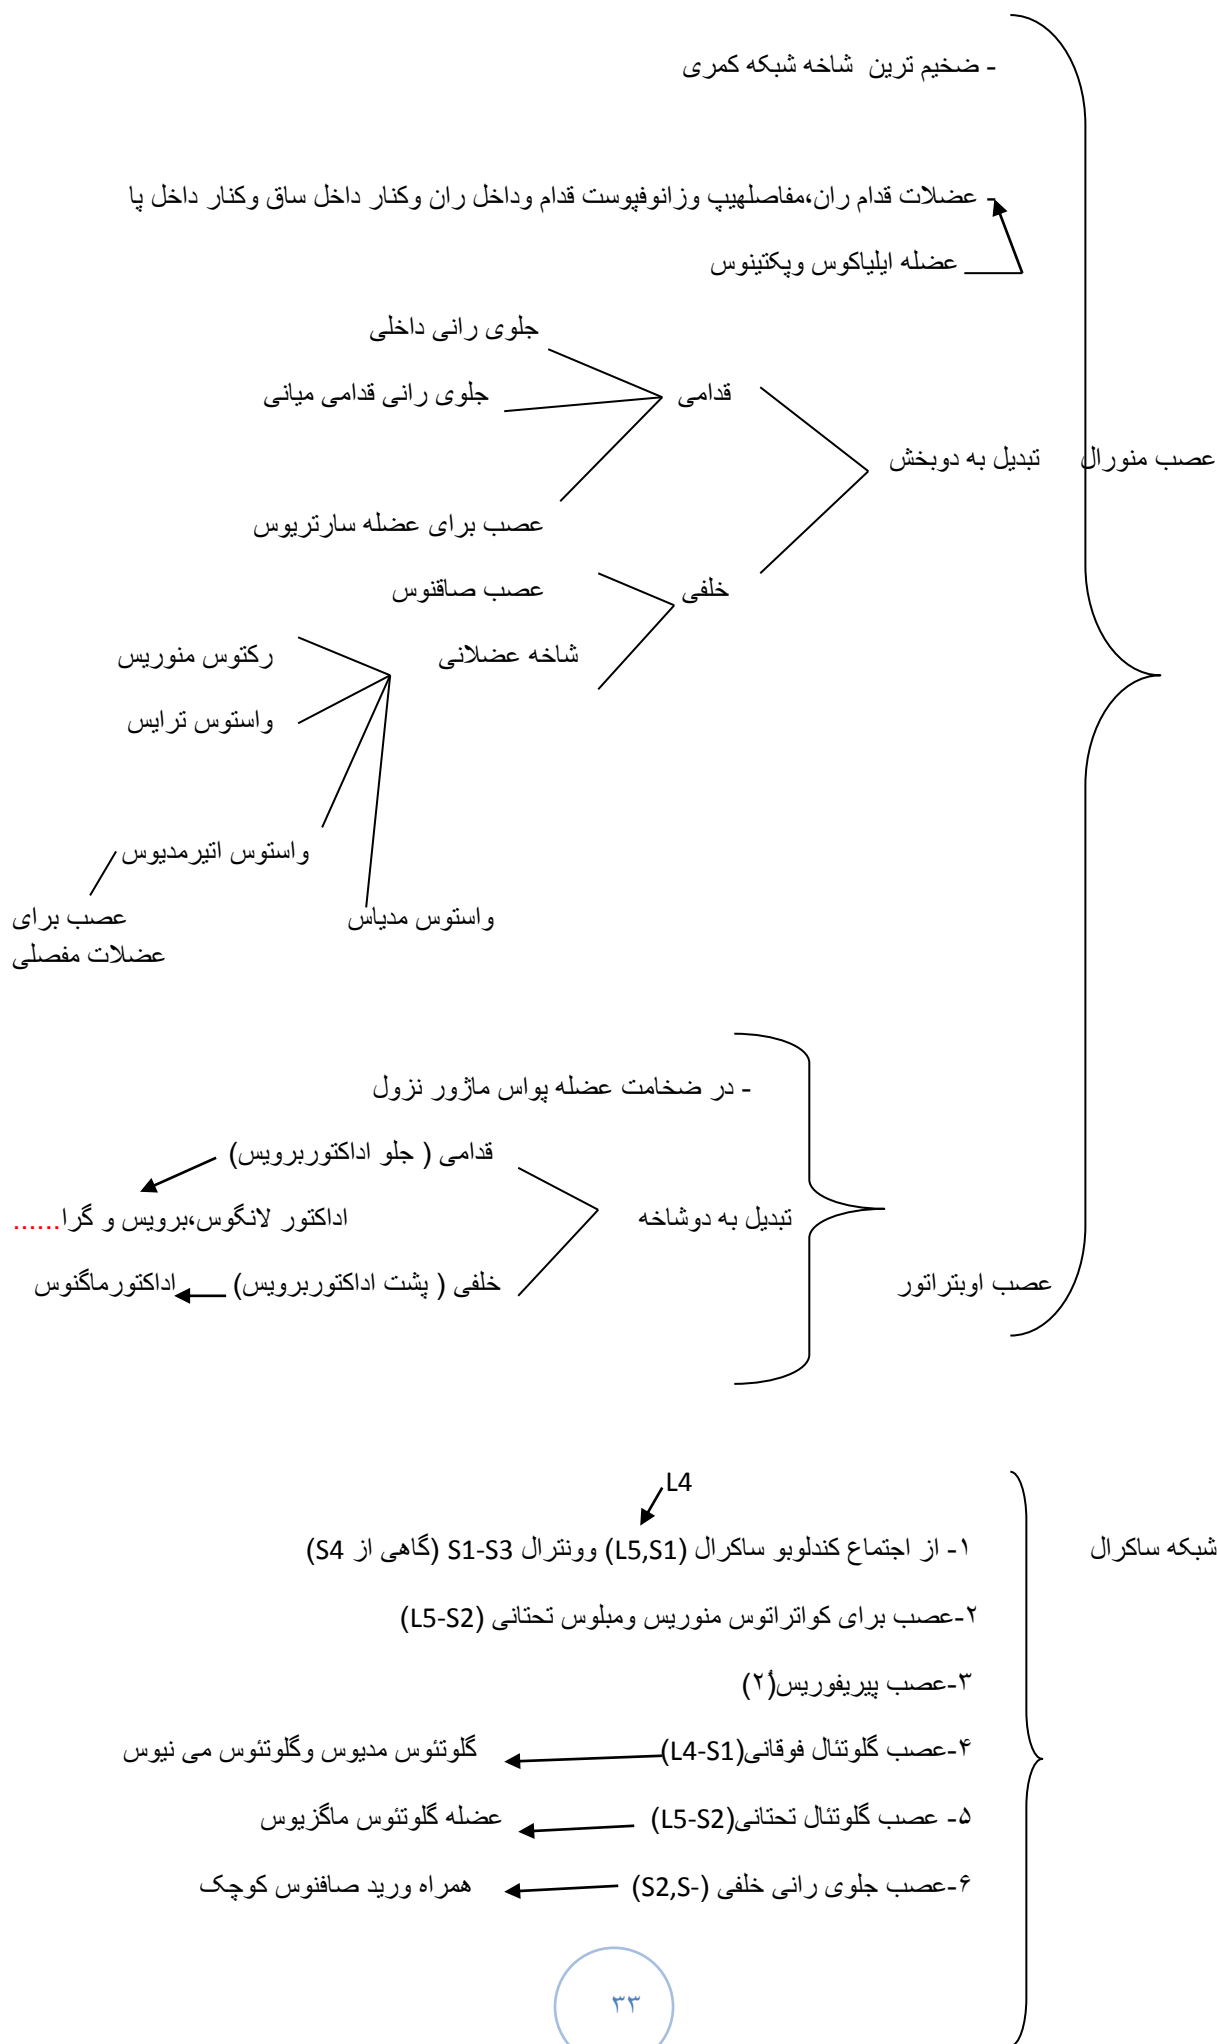 - ضخیم ترین شاخه شبکه کمری
- عضلات قدام ران،مفاصلهیپ وزانوفپوست قدام وداخل ران وکنار داخل ساق وکنار داخل پا
عضله ایلیاکوس وپکتینوس
جلوی رانی داخلی
قدامی
جلوی رانی قدامی میانی
عصب منورال
تبدیل به دوبخش
عصب برای عضله سارتریوس
خلفی
عصب صاقنوس
شاخه عضلانی
رکتوس منوریس
واستوس ترایس
واستوس اتیرمدیوس
واستوس مدیاس
عصب برای
عضلات مفصلی
- در ضخامت عضله پواس ماژور نزول
قدامی ( جلو اداکتوربرویس)
تبدیل به دوشاخه
اداکتور لانگوس،برویس و گرا......
عصب اوبتراتور
خلفی ( پشت اداکتوربرویس)
اداکتورماگنوس
L4
شبکه ساکرال
۱- از اجتماع کندلوبو ساکرال (L5,S1) وونترال S1-S3 (گاهی از S4)
۲-عصب برای کواتراتوس منوریس ومبلوس تحتانی (L5-S2)
۳-عصب پیریفوریس(۲)
۴-عصب گلوتئال فوقانی(L4-S1)
گلوتئوس مدیوس وگلوتئوس می نیوس
۵- عصب گلوتئال تحتانی(L5-S2)
عضله گلوتئوس ماگزیوس
۶-عصب جلوی رانی خلفی (S2,S-)
همراه ورید صافنوس کوچک
۳۳